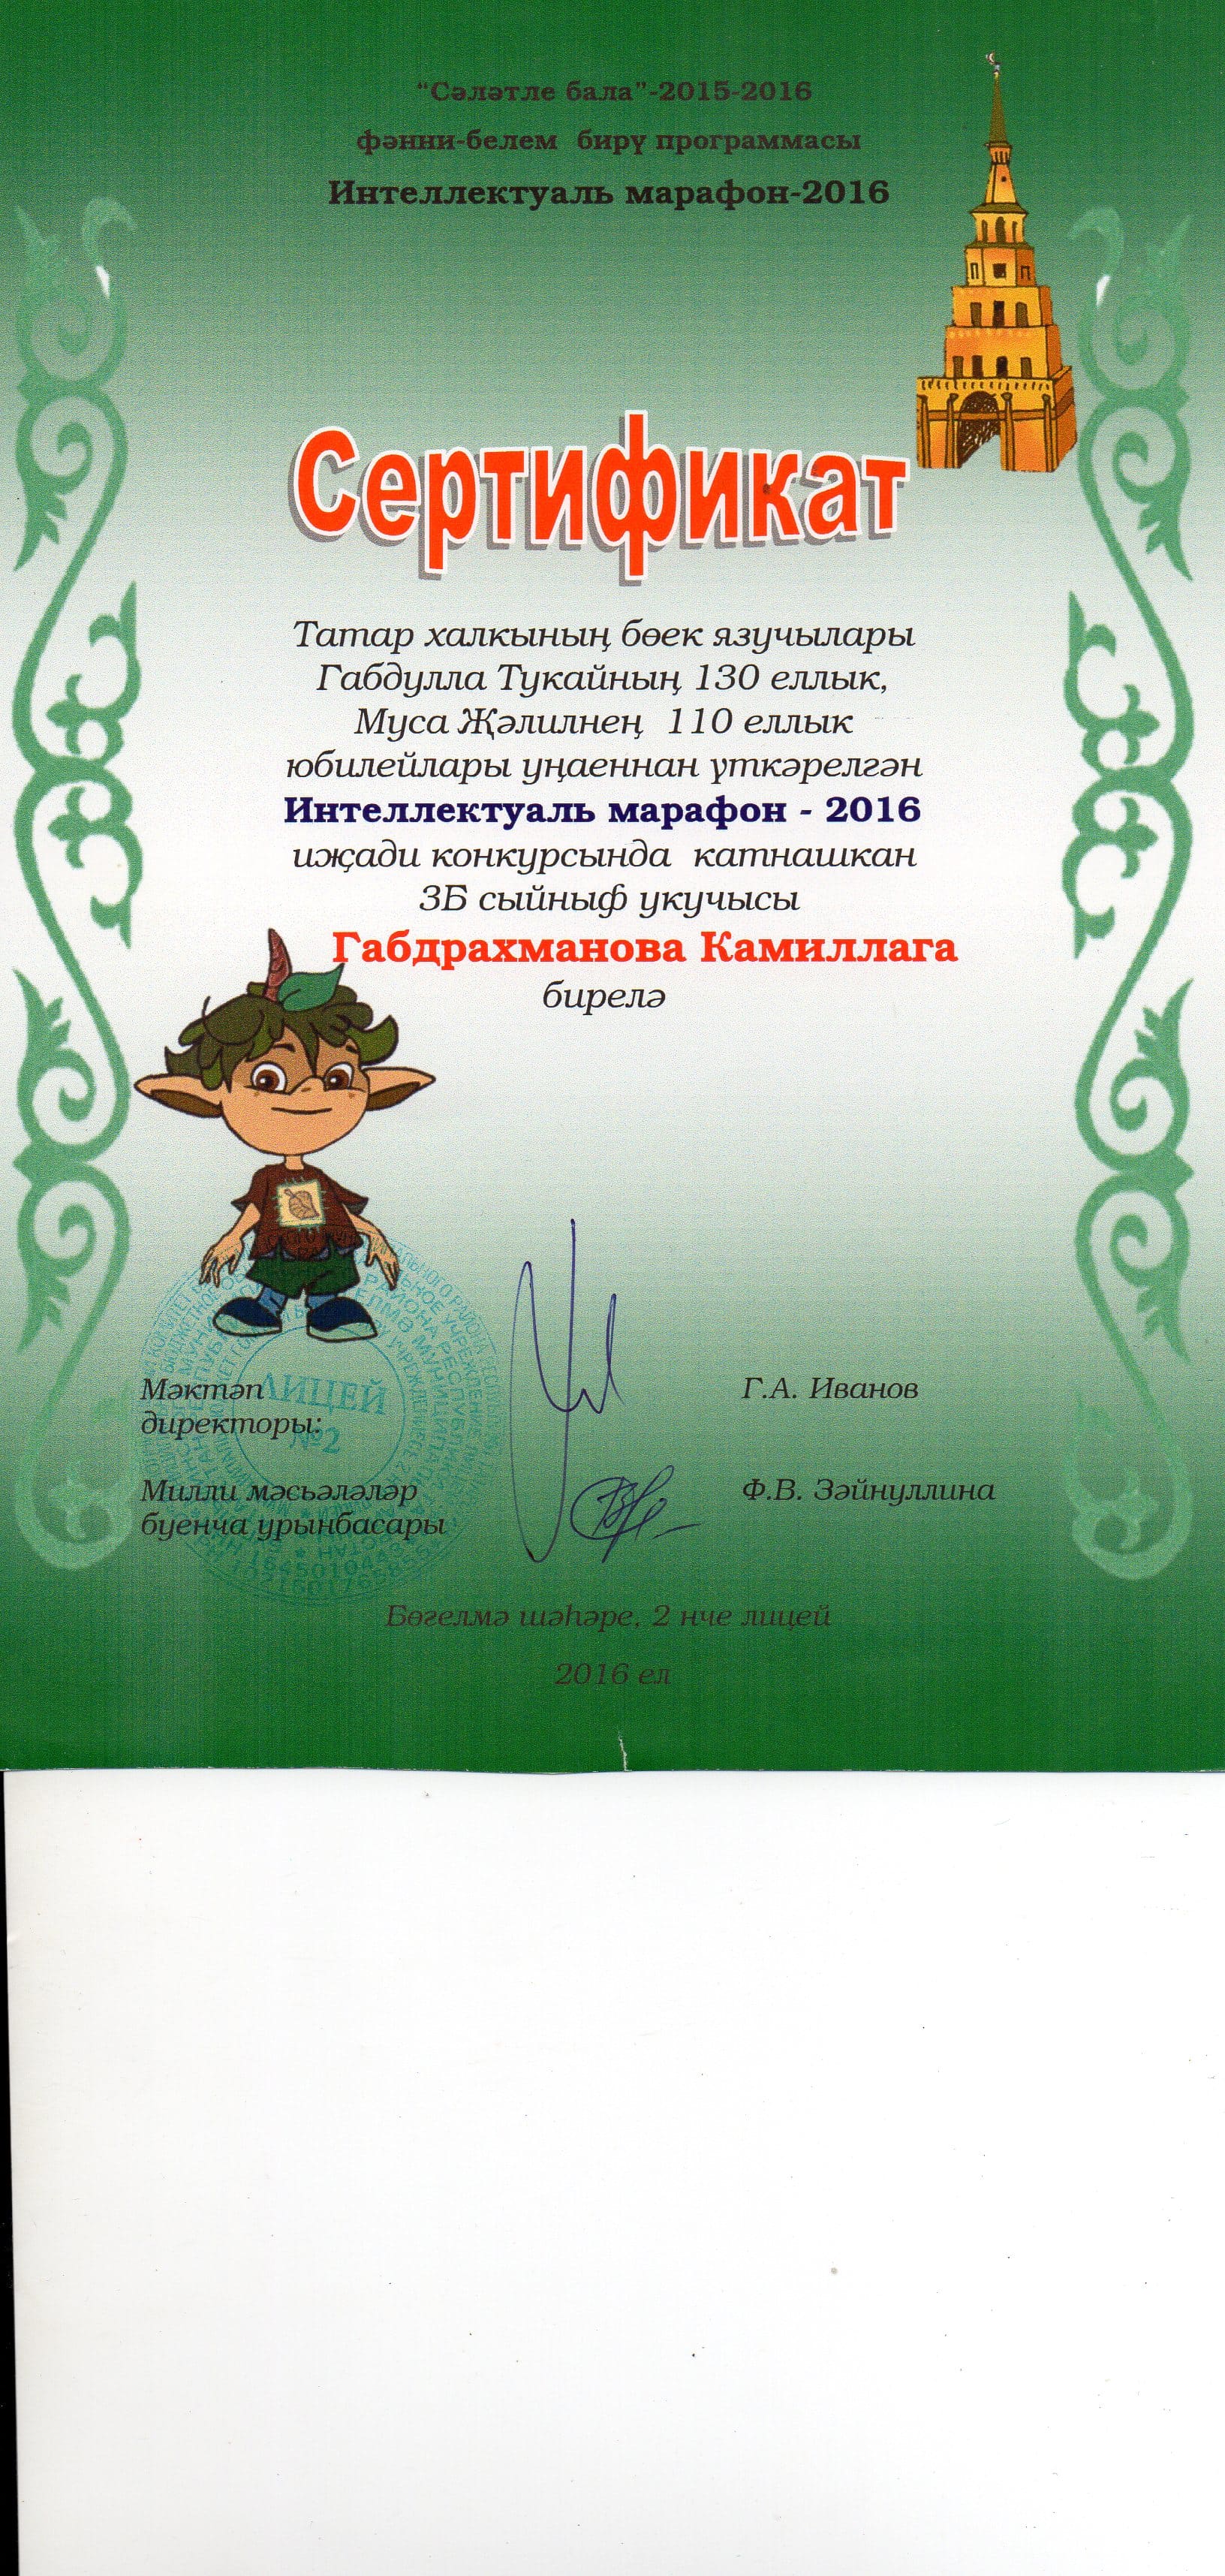 “Сәләтле бала”-2015-2016
фәнни-белем бирү программасы
Интеллектуаль марафон-2016
Сертификат
Татар халкының бөек язучылары
Габдулла Тукайның 130 еллык,
Муса Җәлилнең 110 еллык
юбилейлары уңаеннан үткәрелгән
Интеллектуаль марафон - 2016
иҗади конкурсында катнашкан
3Б сыйныф укучысы
Габдрахманова Камиллага
бирелә
ЛИЦЕЙ
№2
Мәктәп
директоры:
Г.А. Иванов
Милли мәсьәләләр
буенча урынбасары
Ф.В. Зәйнуллина
Бөгелмә шәһәре, 2 нче лицей
2016 ел